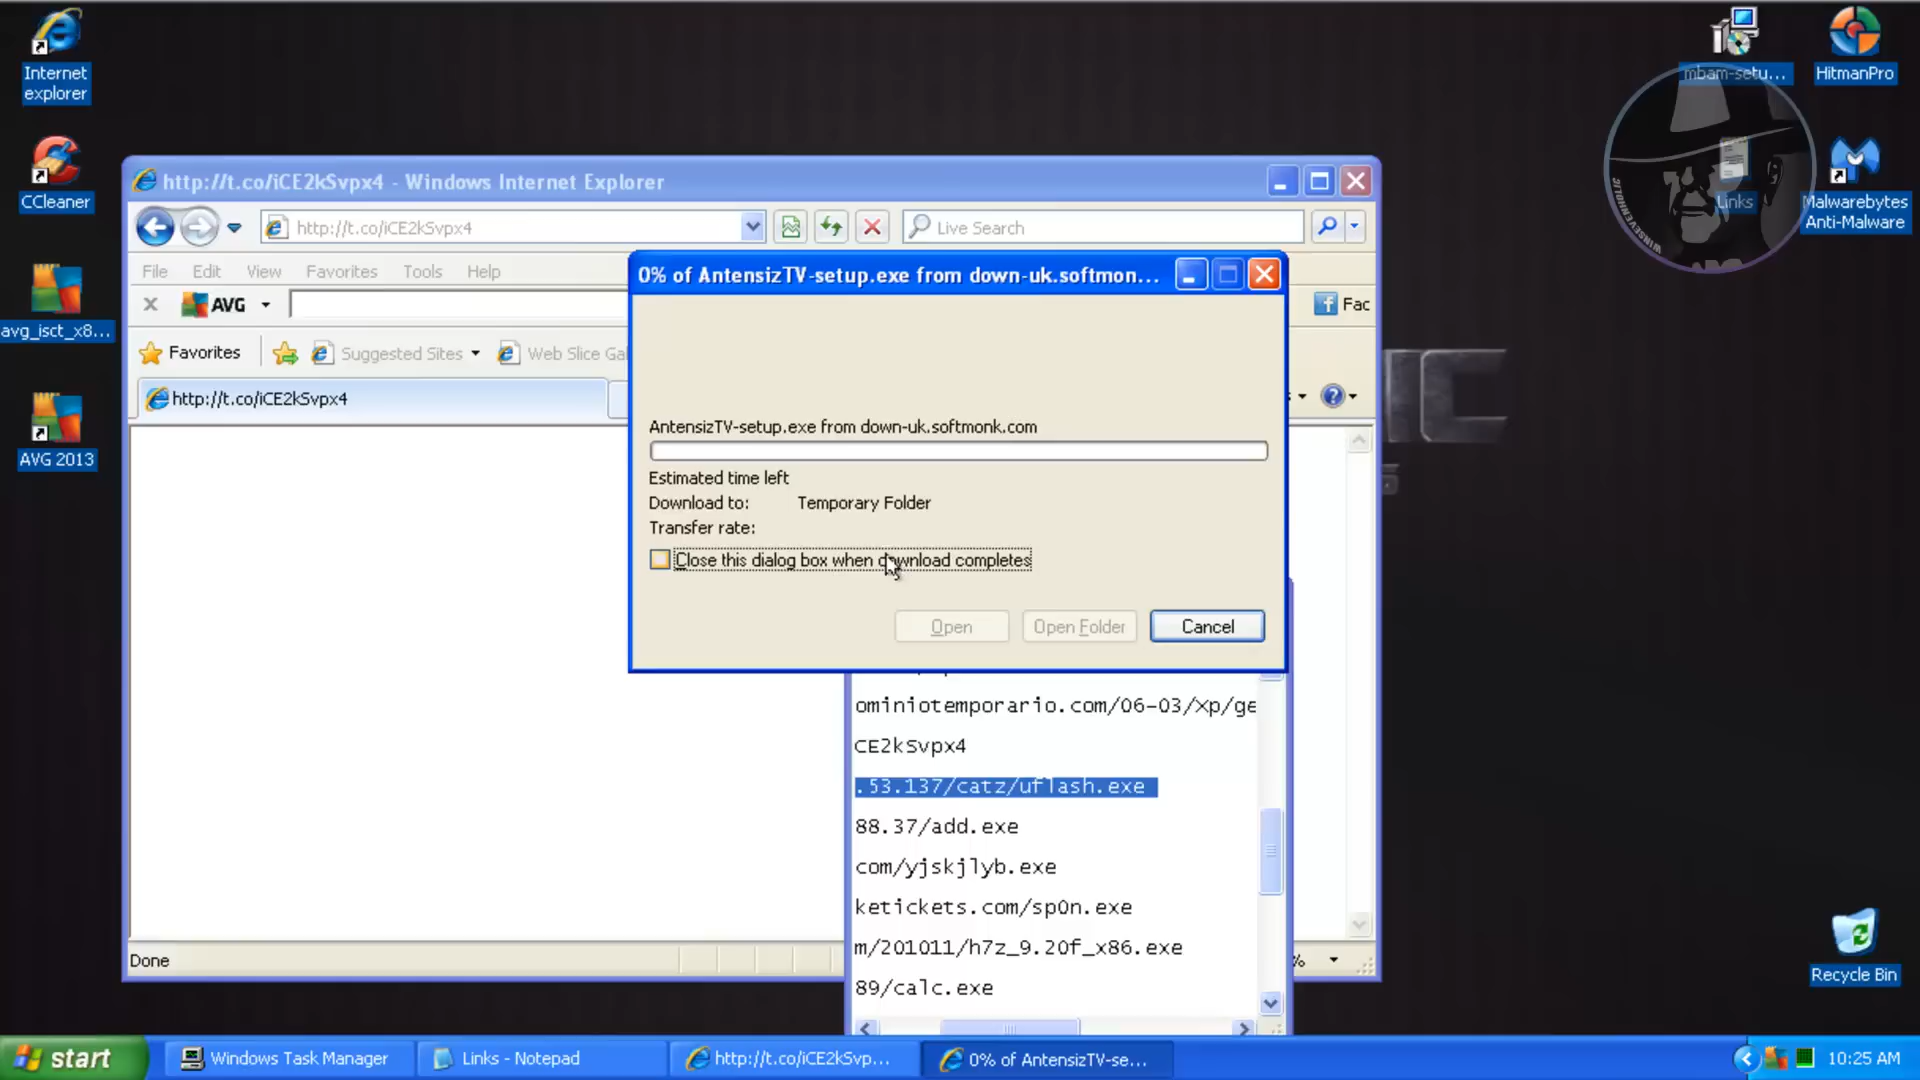 Internet
explorer
CCleaner
avg_isct_x8...
AVG 2013
mbam-setu...
HitmanPro
Links
Malwarebytes
Anti-Malware
Recycle Bin
http://t.co/iCE2kSvpx4 - Windows Internet Explorer
http://t.co/iCE2kSvpx4
Live Search
File Edit View Favorites Tools Help
AVG
Fac
Favorites
Suggested Sites
Web Slice Gal
http://t.co/iCE2kSvpx4
0% of AntensizTV-setup.exe from down-uk.softmon...
AntensizTV-setup.exe from down-uk.softmonk.com
Estimated time left
Download to: Temporary Folder
Transfer rate:
Close this dialog box when download completes
Open Open Folder Cancel
ominiotemporario.com/06-03/Xp/ge
CE2kSvpx4
.53.137/catz/uflash.exe
88.37/add.exe
com/yjskjlyb.exe
ketickets.com/sp0n.exe
m/201011/h7z_9.20f_x86.exe
89/calc.exe
Done
%
start
Windows Task Manager
Links - Notepad
http://t.co/iCE2kSvp...
0% of AntensizTV-se...
10:25 AM